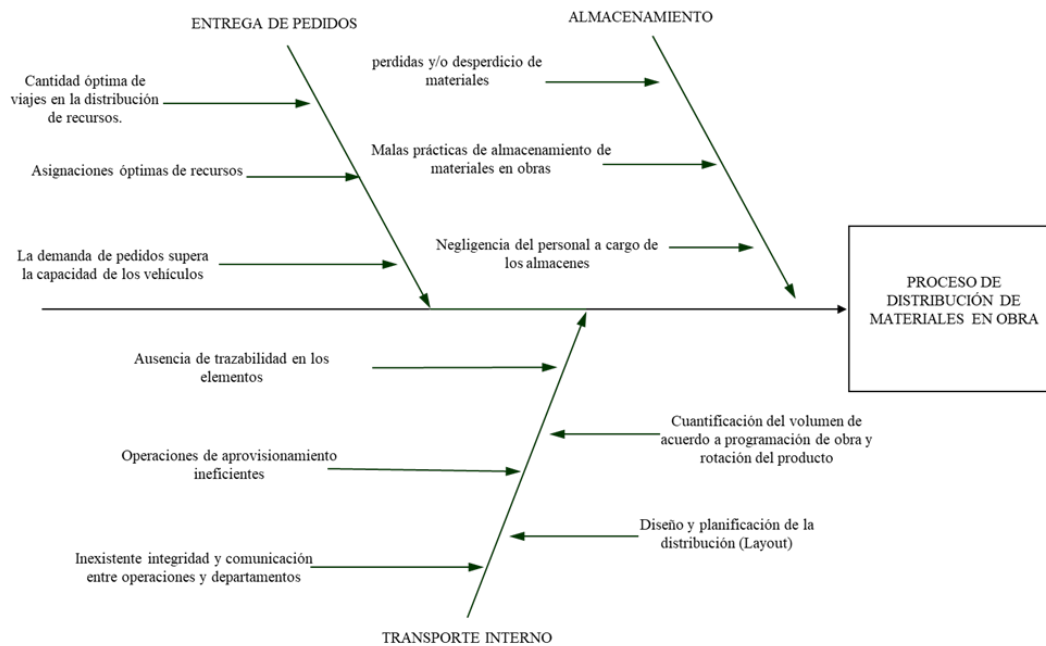 ENTREGA DE PEDIDOS
Cantidad óptima de
viajes en la distribución
de recursos.
Asignaciones óptimas de recursos
La demanda de pedidos supera
la capacidad de los vehículos
ALMACENAMIENTO
perdidas y/o desperdicio de
materiales
Malas prácticas de almacenamiento de
materiales en obras
Negligencia del personal a cargo de
los almacenes
PROCESO DE
DISTRIBUCIÓN DE
MATERIALES EN OBRA
Ausencia de trazabilidad en los
elementos
Operaciones de aprovisionamiento
ineficientes
Inexistente integridad y comunicación
entre operaciones y departamentos
Cuantificación del volumen de
acuerdo a programación de obra y
rotación del producto
Diseño y planificación de la
distribución (Layout)
TRANSPORTE INTERNO